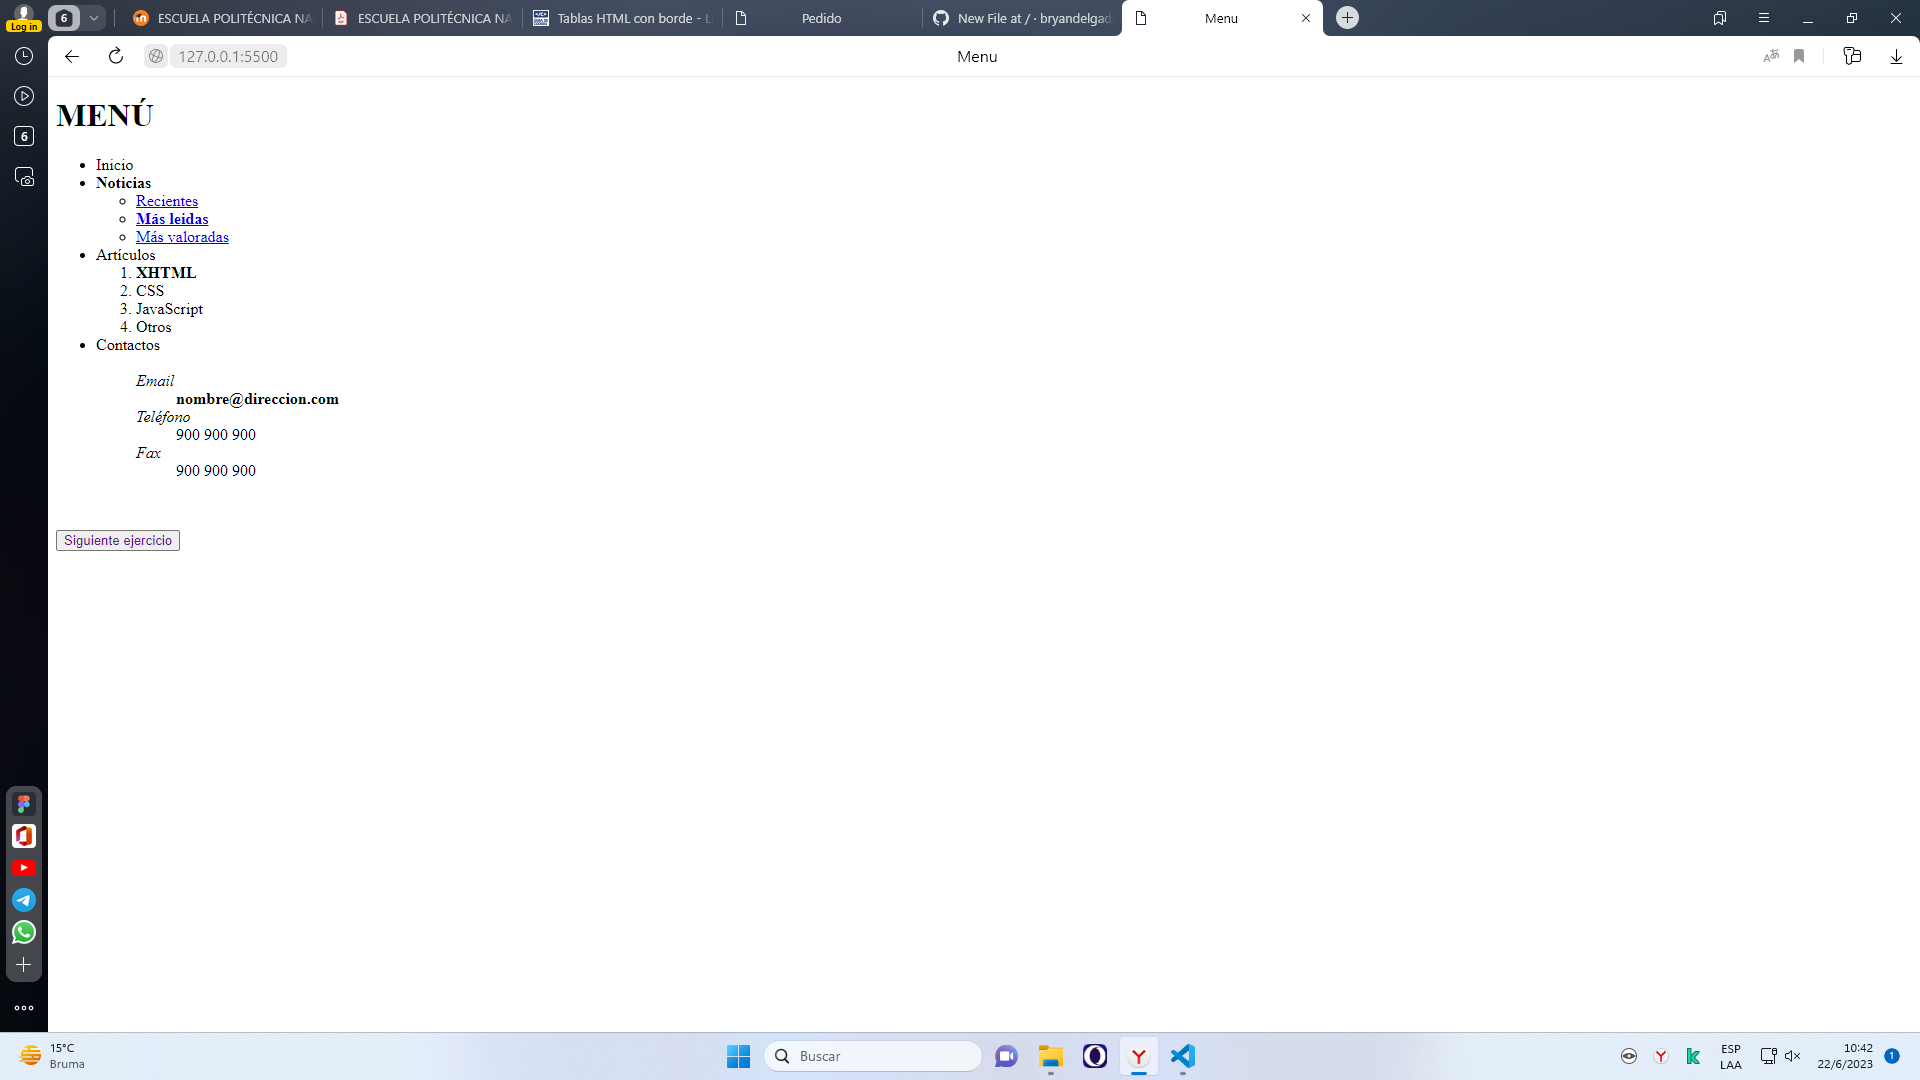 6
ESCUELA POLITÉCNICA NA
ESCUELA POLITÉCNICA NA
Tablas HTML con borde - L
Pedido
New File at / · bryandelgad
Menu
Log in
127.0.0.1:5500
Menu
6
MENÚ
Inicio
Noticias
Recientes
Más leidas
Más valoradas
Artículos
1. XHTML
2. CSS
3. JavaScript
4. Otros
Contactos
Email
nombre@direccion.com
Teléfono
900 900 900
Fax
900 900 900
Siguiente ejercicio
15°C
Bruma
Buscar
ESP
LAA
10:42
22/6/2023
1